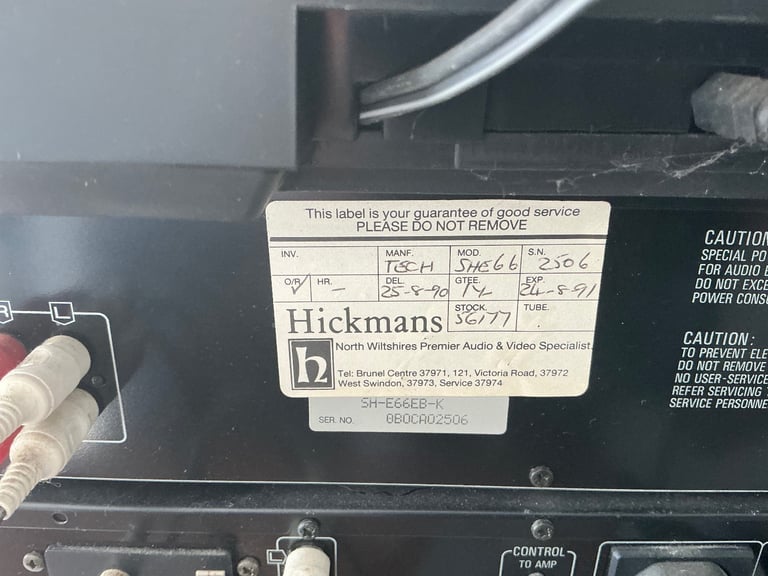 This label is your guarantee of good service
PLEASE DO NOT REMOVE
INV. MANF. TECH MOD. SHE66 S.N. 2506
O/R ✓ HR. – DEL. 25-8-90 GTEE. 1Y EXP. 24-8-91
Hickmans STOCK. 56177 TUBE.
h North Wiltshires Premier Audio & Video Specialist
Tel: Brunel Centre 37971, 121, Victoria Road, 37972
West Swindon, 37973, Service 37974
SH-E66EB-K
SER. NO. 0B0CA02506
CAUTION
SPECIAL PO
FOR AUDIO E
DO NOT EXCE
POWER CONS
CAUTION:
TO PREVENT ELE
DO NOT REMOVE
NO USER-SERVICE
REFER SERVICING
SERVICE PERSONNE
R L
L
CONTROL
TO AMP